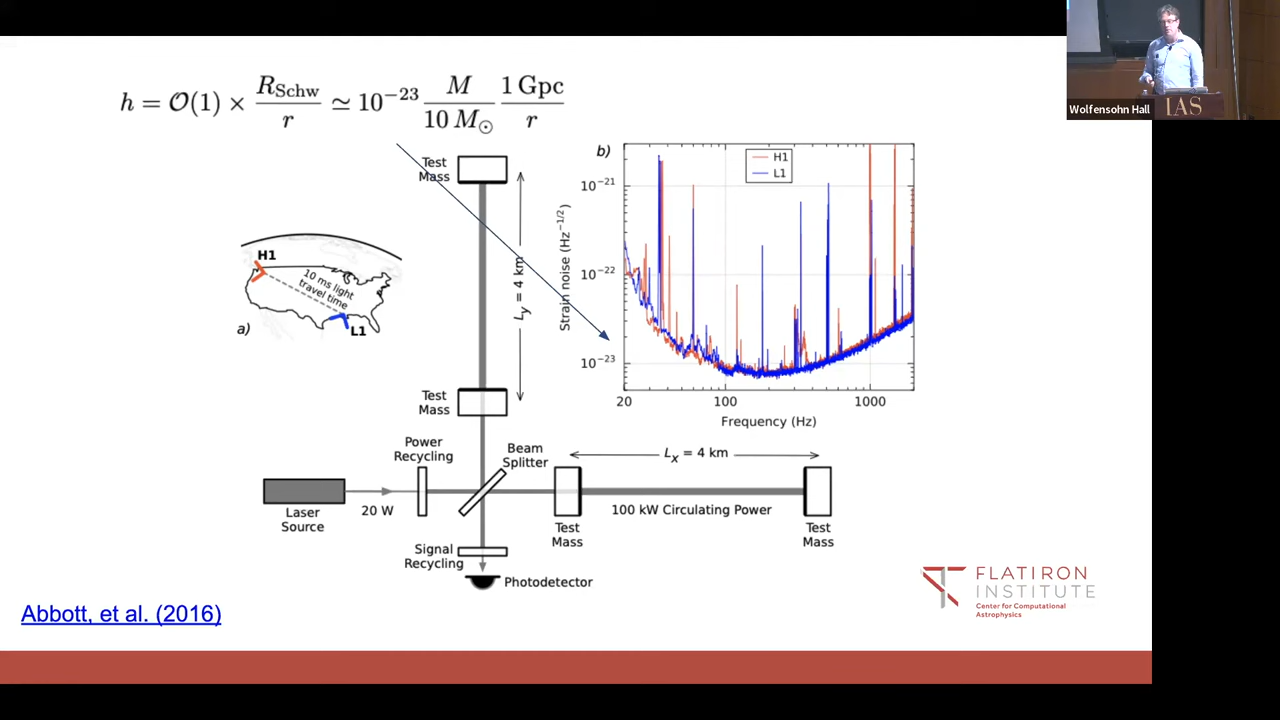 h = O(1) × R_Schw / r ≃ 10^−23 M / 10 M_⊙ 1 Gpc / r
Wolfensohn Hall
IAS
Test
Mass
b)
H1
L1
10^−21
10^−22
10^−23
Strain noise (Hz^−1/2)
20
100
1000
Frequency (Hz)
H1
10 ms light
travel time
L1
a)
L_y = 4 km
Test
Mass
Power
Recycling
Beam
Splitter
L_x = 4 km
Laser
Source
20 W
100 kW Circulating Power
Test
Mass
Test
Mass
Signal
Recycling
Photodetector
FLATIRON
INSTITUTE
Center for Computational
Astrophysics
Abbott, et al. (2016)